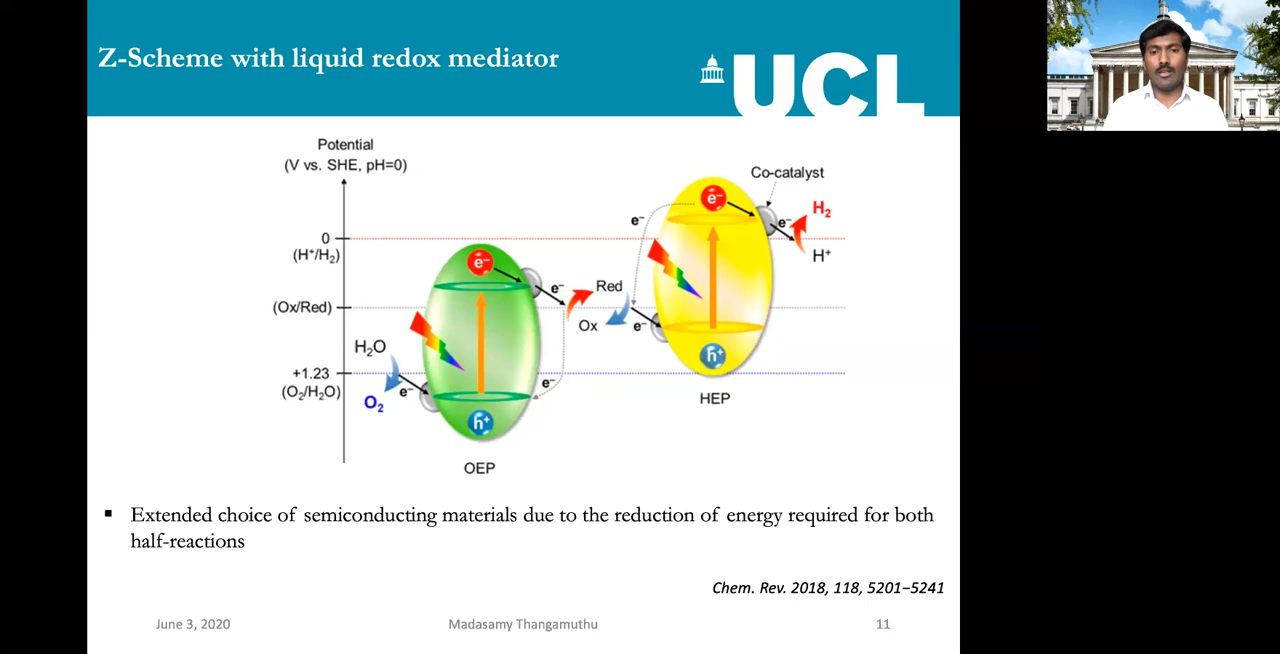 Z-Scheme with liquid redox mediator
UCL
Potential
(V vs. SHE, pH=0)
0
(H⁺/H₂)
(Ox/Red)
+1.23
(O₂/H₂O)
H₂O
O₂
e⁻
e⁻
h⁺
e⁻
e⁻
OEP
Red
Ox
e⁻
e⁻
e⁻
h⁺
HEP
Co-catalyst
e⁻
H₂
H⁺
▪ Extended choice of semiconducting materials due to the reduction of energy required for both
half-reactions
Chem. Rev. 2018, 118, 5201−5241
June 3, 2020
Madasamy Thangamuthu
11